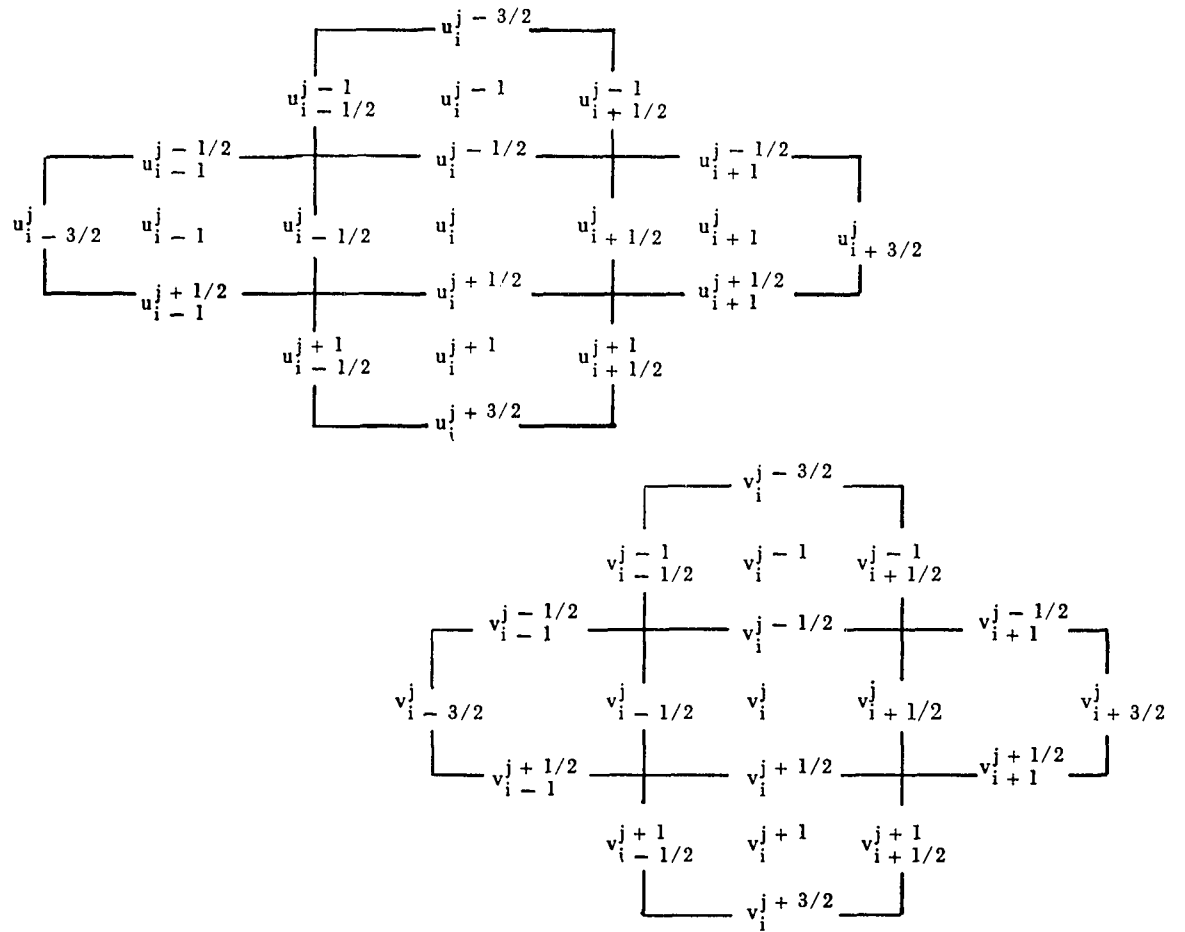 u_i^{j - 3/2}
u_{i - 1/2}^{j - 1} u_i^{j - 1} u_{i + 1/2}^{j - 1}
u_{i - 1}^{j - 1/2} u_i^{j - 1/2} u_{i + 1}^{j - 1/2}
u_{i - 3/2}^j u_{i - 1}^j u_{i - 1/2}^j u_i^j u_{i + 1/2}^j u_{i + 1}^j u_{i + 3/2}^j
u_{i - 1}^{j + 1/2} u_i^{j + 1/2} u_{i + 1}^{j + 1/2}
u_{i - 1/2}^{j + 1} u_i^{j + 1} u_{i + 1/2}^{j + 1}
u_i^{j + 3/2}
v_i^{j - 3/2}
v_{i - 1/2}^{j - 1} v_i^{j - 1} v_{i + 1/2}^{j - 1}
v_{i - 1}^{j - 1/2} v_i^{j - 1/2} v_{i + 1}^{j - 1/2}
v_{i - 3/2}^j v_{i - 1/2}^j v_i^j v_{i + 1/2}^j v_{i + 3/2}^j
v_{i - 1}^{j + 1/2} v_i^{j + 1/2} v_{i + 1}^{j + 1/2}
v_{i - 1/2}^{j + 1} v_i^{j + 1} v_{i + 1/2}^{j + 1}
v_i^{j + 3/2}